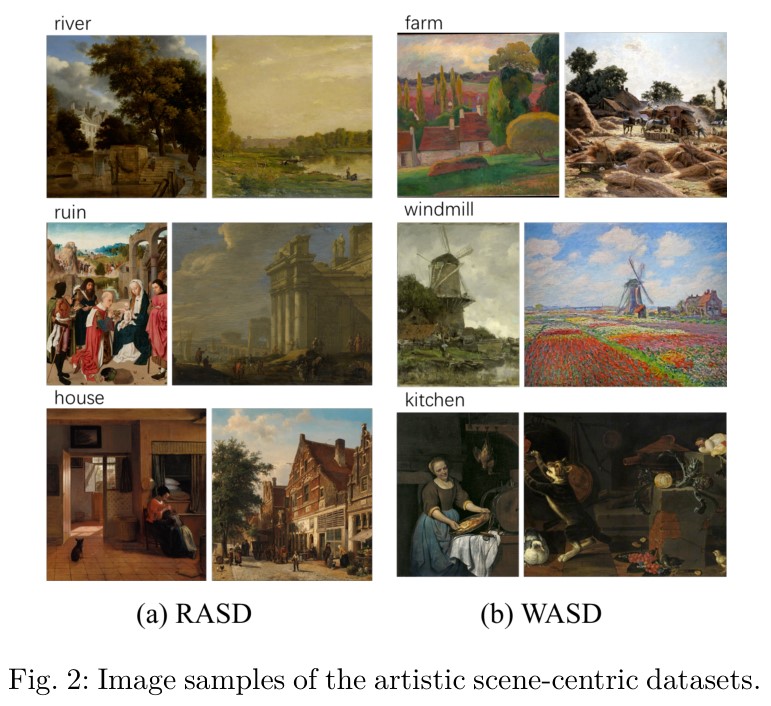 river
farm
ruin
windmill
house
kitchen
(a) RASD
(b) WASD
Fig. 2: Image samples of the artistic scene-centric datasets.